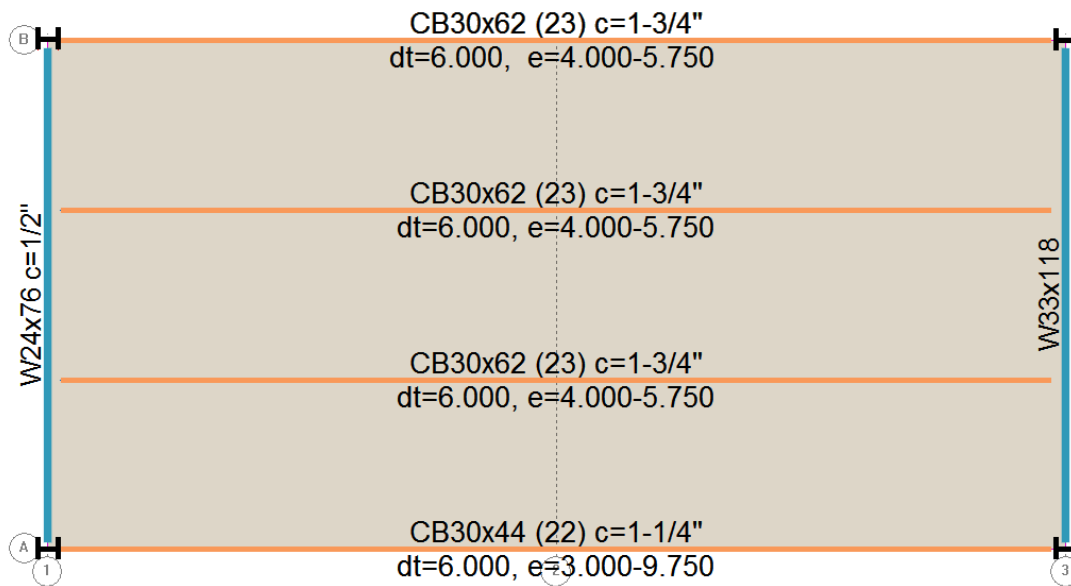 CB30x62 (23) c=1-3/4"
B
dt=6.000, e=4.000-5.750
CB30x62 (23) c=1-3/4"
dt=6.000, e=4.000-5.750
W24x76 c=1/2"
W33x118
CB30x62 (23) c=1-3/4"
dt=6.000, e=4.000-5.750
CB30x44 (22) c=1-1/4"
A
dt=6.000, e=3.000-9.750
1
2
3